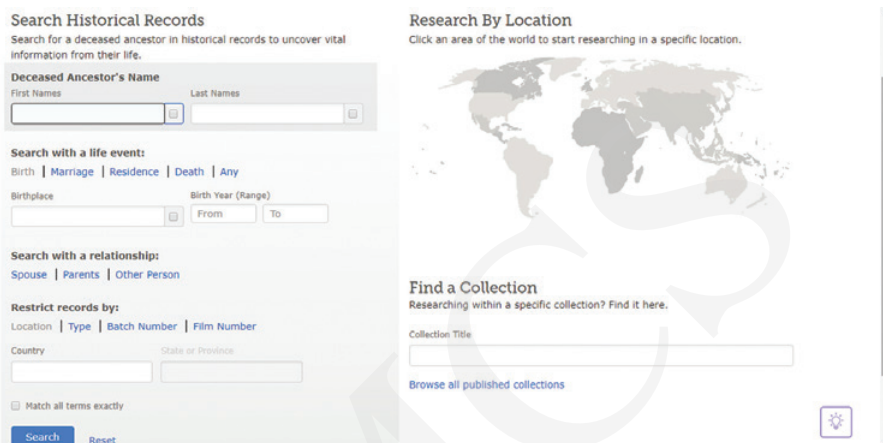 Search Historical Records
Search for a deceased ancestor in historical records to uncover vital
information from their life.
Deceased Ancestor's Name
First Names Last Names
Search with a life event:
Birth | Marriage | Residence | Death | Any
Birthplace Birth Year (Range)
From To
Search with a relationship:
Spouse | Parents | Other Person
Restrict records by:
Location | Type | Batch Number | Film Number
Country State or Province
Match all terms exactly
Search Reset
Research By Location
Click an area of the world to start researching in a specific location.
Find a Collection
Researching within a specific collection? Find it here.
Collection Title
Browse all published collections
MCS